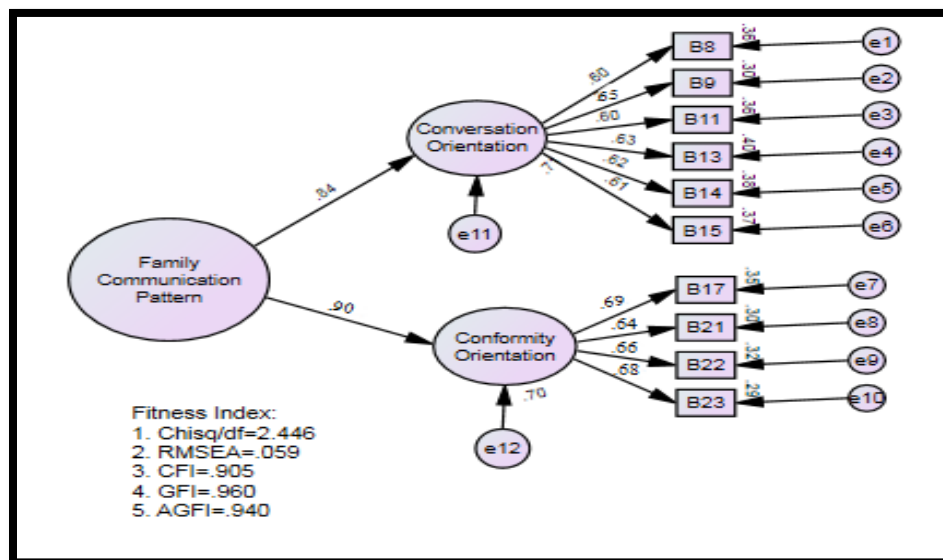 .36
B8
e1
.60
.30
B9
e2
.65
.36
B11
e3
.60
Conversation
Orientation
.40
B13
e4
.63
.38
B14
e5
.62
.37
B15
e6
.61
.84
e11
Family
Communication
Pattern
.90
.35
B17
e7
.69
.30
B21
e8
.64
Conformity
Orientation
.32
B22
e9
.66
.29
B23
e10
.68
.70
e12
Fitness Index:
1. Chisq/df=2.446
2. RMSEA=.059
3. CFI=.905
4. GFI=.960
5. AGFI=.940